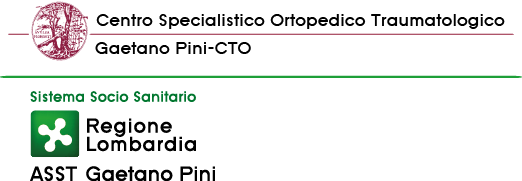 Centro Specialistico Ortopedico Traumatologico
Gaetano Pini-CTO
Sistema Socio Sanitario
Regione
Lombardia
ASST Gaetano Pini